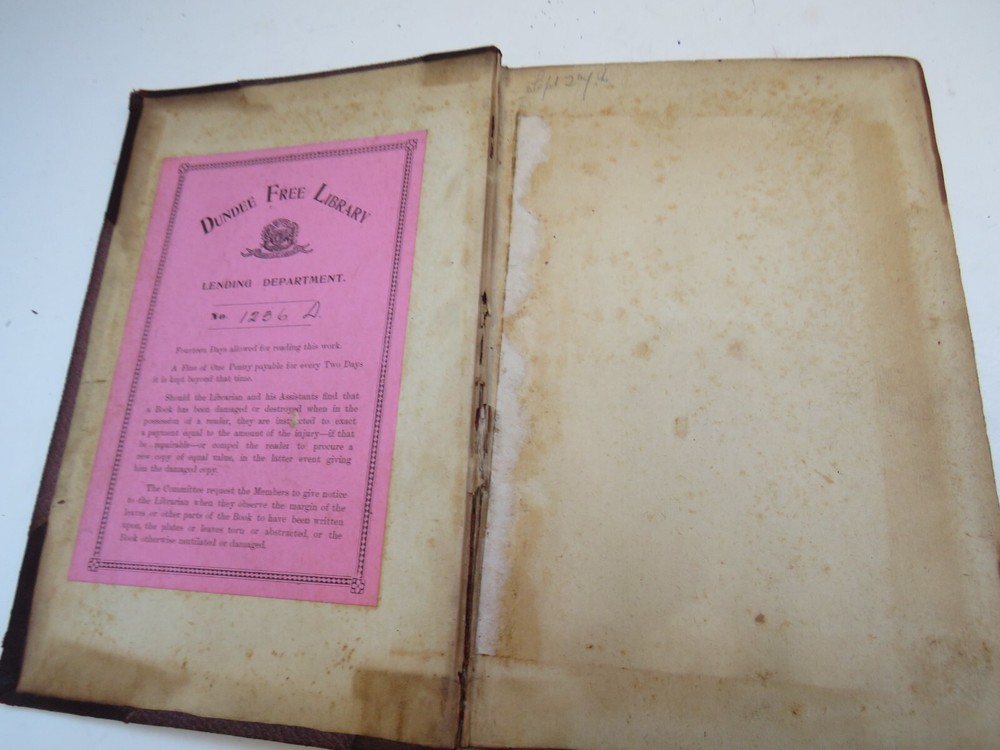 DUNDEE FREE LIBRARY
LENDING DEPARTMENT.
No. 1236 D.
Fourteen Days allowed for reading this work.
A Fine of One Penny payable for every Two Days
it is kept beyond that time.
Should the Librarian and his Assistants find that
a Book has been damaged or destroyed when in the
possession of a reader, they are instructed to exact
a payment equal to the amount of the injury—if that
be repairable—or compel the reader to procure a
new copy of equal value, in the latter event giving
him the damaged copy.
The Committee request the Members to give notice
to the Librarian when they observe the margin of the
leaves or other parts of the Book to have been written
upon, the plates or leaves torn or abstracted, or the
Book otherwise mutilated or damaged.